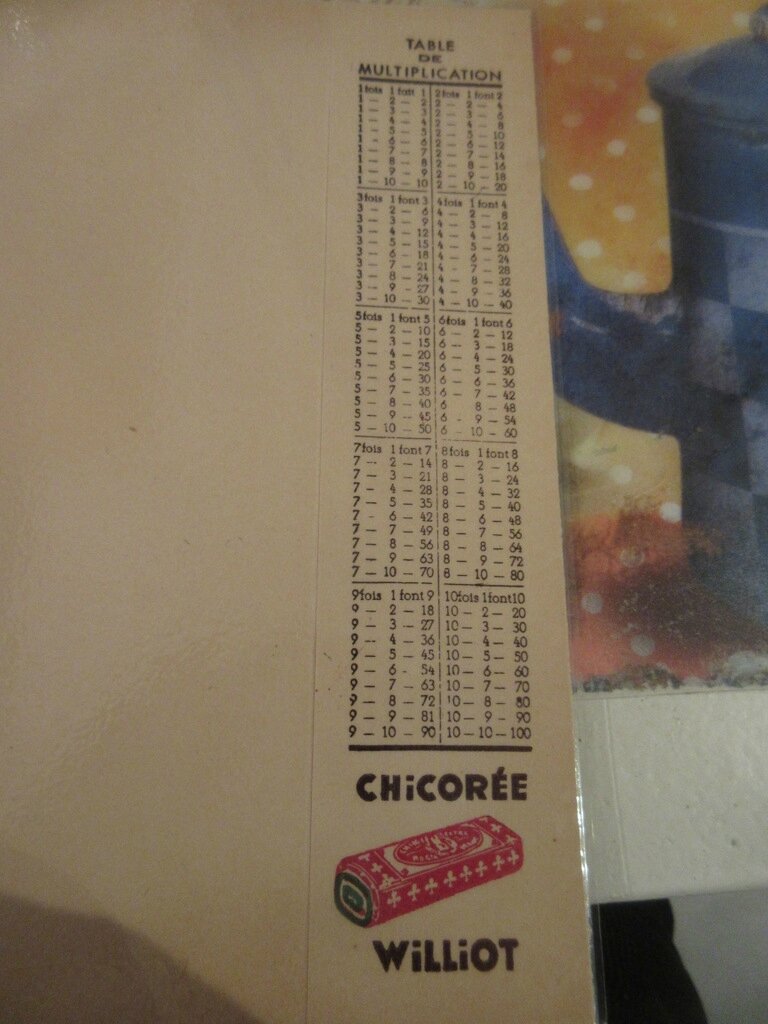 TABLE
DE
MULTIPLICATION
1 fois 1 fait 1
1 — 2 — 2
1 — 3 — 3
1 — 4 — 4
1 — 5 — 5
1 — 6 — 6
1 — 7 — 7
1 — 8 — 8
1 — 9 — 9
1 — 10 — 10
2 fois 1 font 2
2 — 2 — 4
2 — 3 — 6
2 — 4 — 8
2 — 5 — 10
2 — 6 — 12
2 — 7 — 14
2 — 8 — 16
2 — 9 — 18
2 — 10 — 20
3 fois 1 font 3
3 — 2 — 6
3 — 3 — 9
3 — 4 — 12
3 — 5 — 15
3 — 6 — 18
3 — 7 — 21
3 — 8 — 24
3 — 9 — 27
3 — 10 — 30
4 fois 1 font 4
4 — 2 — 8
4 — 3 — 12
4 — 4 — 16
4 — 5 — 20
4 — 6 — 24
4 — 7 — 28
4 — 8 — 32
4 — 9 — 36
4 — 10 — 40
5 fois 1 font 5
5 — 2 — 10
5 — 3 — 15
5 — 4 — 20
5 — 5 — 25
5 — 6 — 30
5 — 7 — 35
5 — 8 — 40
5 — 9 — 45
5 — 10 — 50
6 fois 1 font 6
6 — 2 — 12
6 — 3 — 18
6 — 4 — 24
6 — 5 — 30
6 — 6 — 36
6 — 7 — 42
6 8 — 48
6 - 9 — 54
6 — 10 — 60
7 fois 1 font 7
7 — 2 — 14
7 — 3 — 21
7 — 4 — 28
7 — 5 — 35
7 — 6 — 42
7 — 7 — 49
7 — 8 — 56
7 — 9 — 63
7 — 10 — 70
8 fois 1 font 8
8 — 2 — 16
8 — 3 — 24
8 — 4 — 32
8 — 5 — 40
8 — 6 — 48
8 — 7 — 56
8 — 8 — 64
8 — 9 — 72
8 — 10 — 80
9 fois 1 font 9
9 — 2 — 18
9 — 3 — 27
9 — 4 — 36
9 — 5 — 45
9 — 6 - 54
9 — 7 — 63
9 — 8 — 72
9 — 9 — 81
9 — 10 — 90
10 fois 1 font 10
10 — 2 — 20
10 — 3 — 30
10 — 4 — 40
10 — 5 — 50
10 — 6 — 60
10 — 7 — 70
10 — 8 — 80
10 — 9 — 90
10 — 10 — 100
CHiCORÉE
WiLLiOT